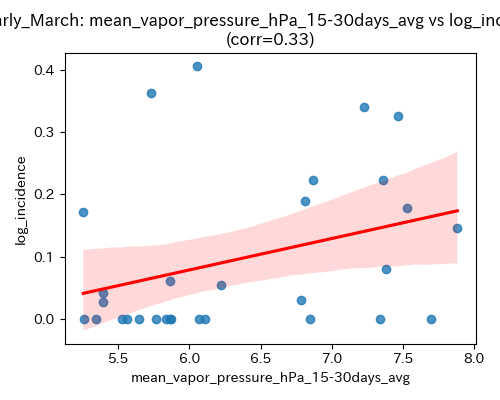 arly_March: mean_vapor_pressure_hPa_15-30days_avg vs log_inc
(corr=0.33)
0.4
0.3
0.2
0.1
0.0
log_incidence
5.5 6.0 6.5 7.0 7.5 8.0
mean_vapor_pressure_hPa_15-30days_avg